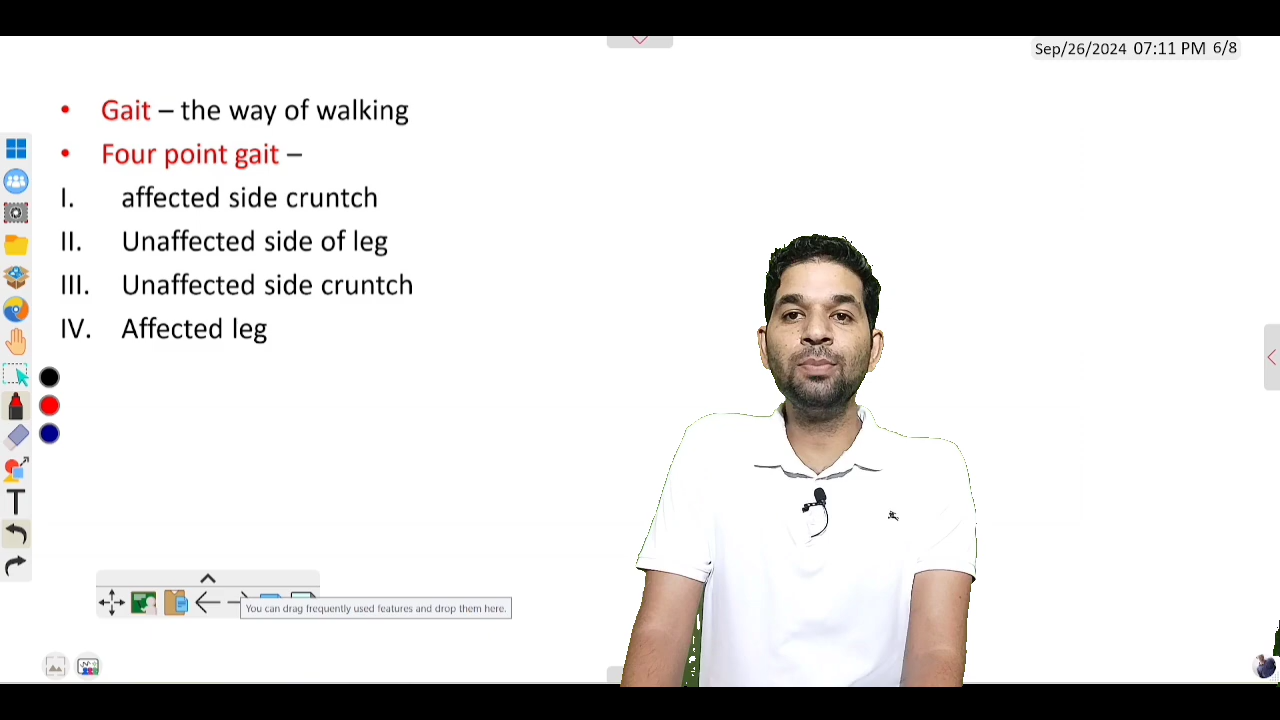 Sep/26/2024 07:11 PM 6/8
• Gait – the way of walking
• Four point gait –
I. affected side cruntch
II. Unaffected side of leg
III. Unaffected side cruntch
IV. Affected leg
T
You can drag frequently used features and drop them here.